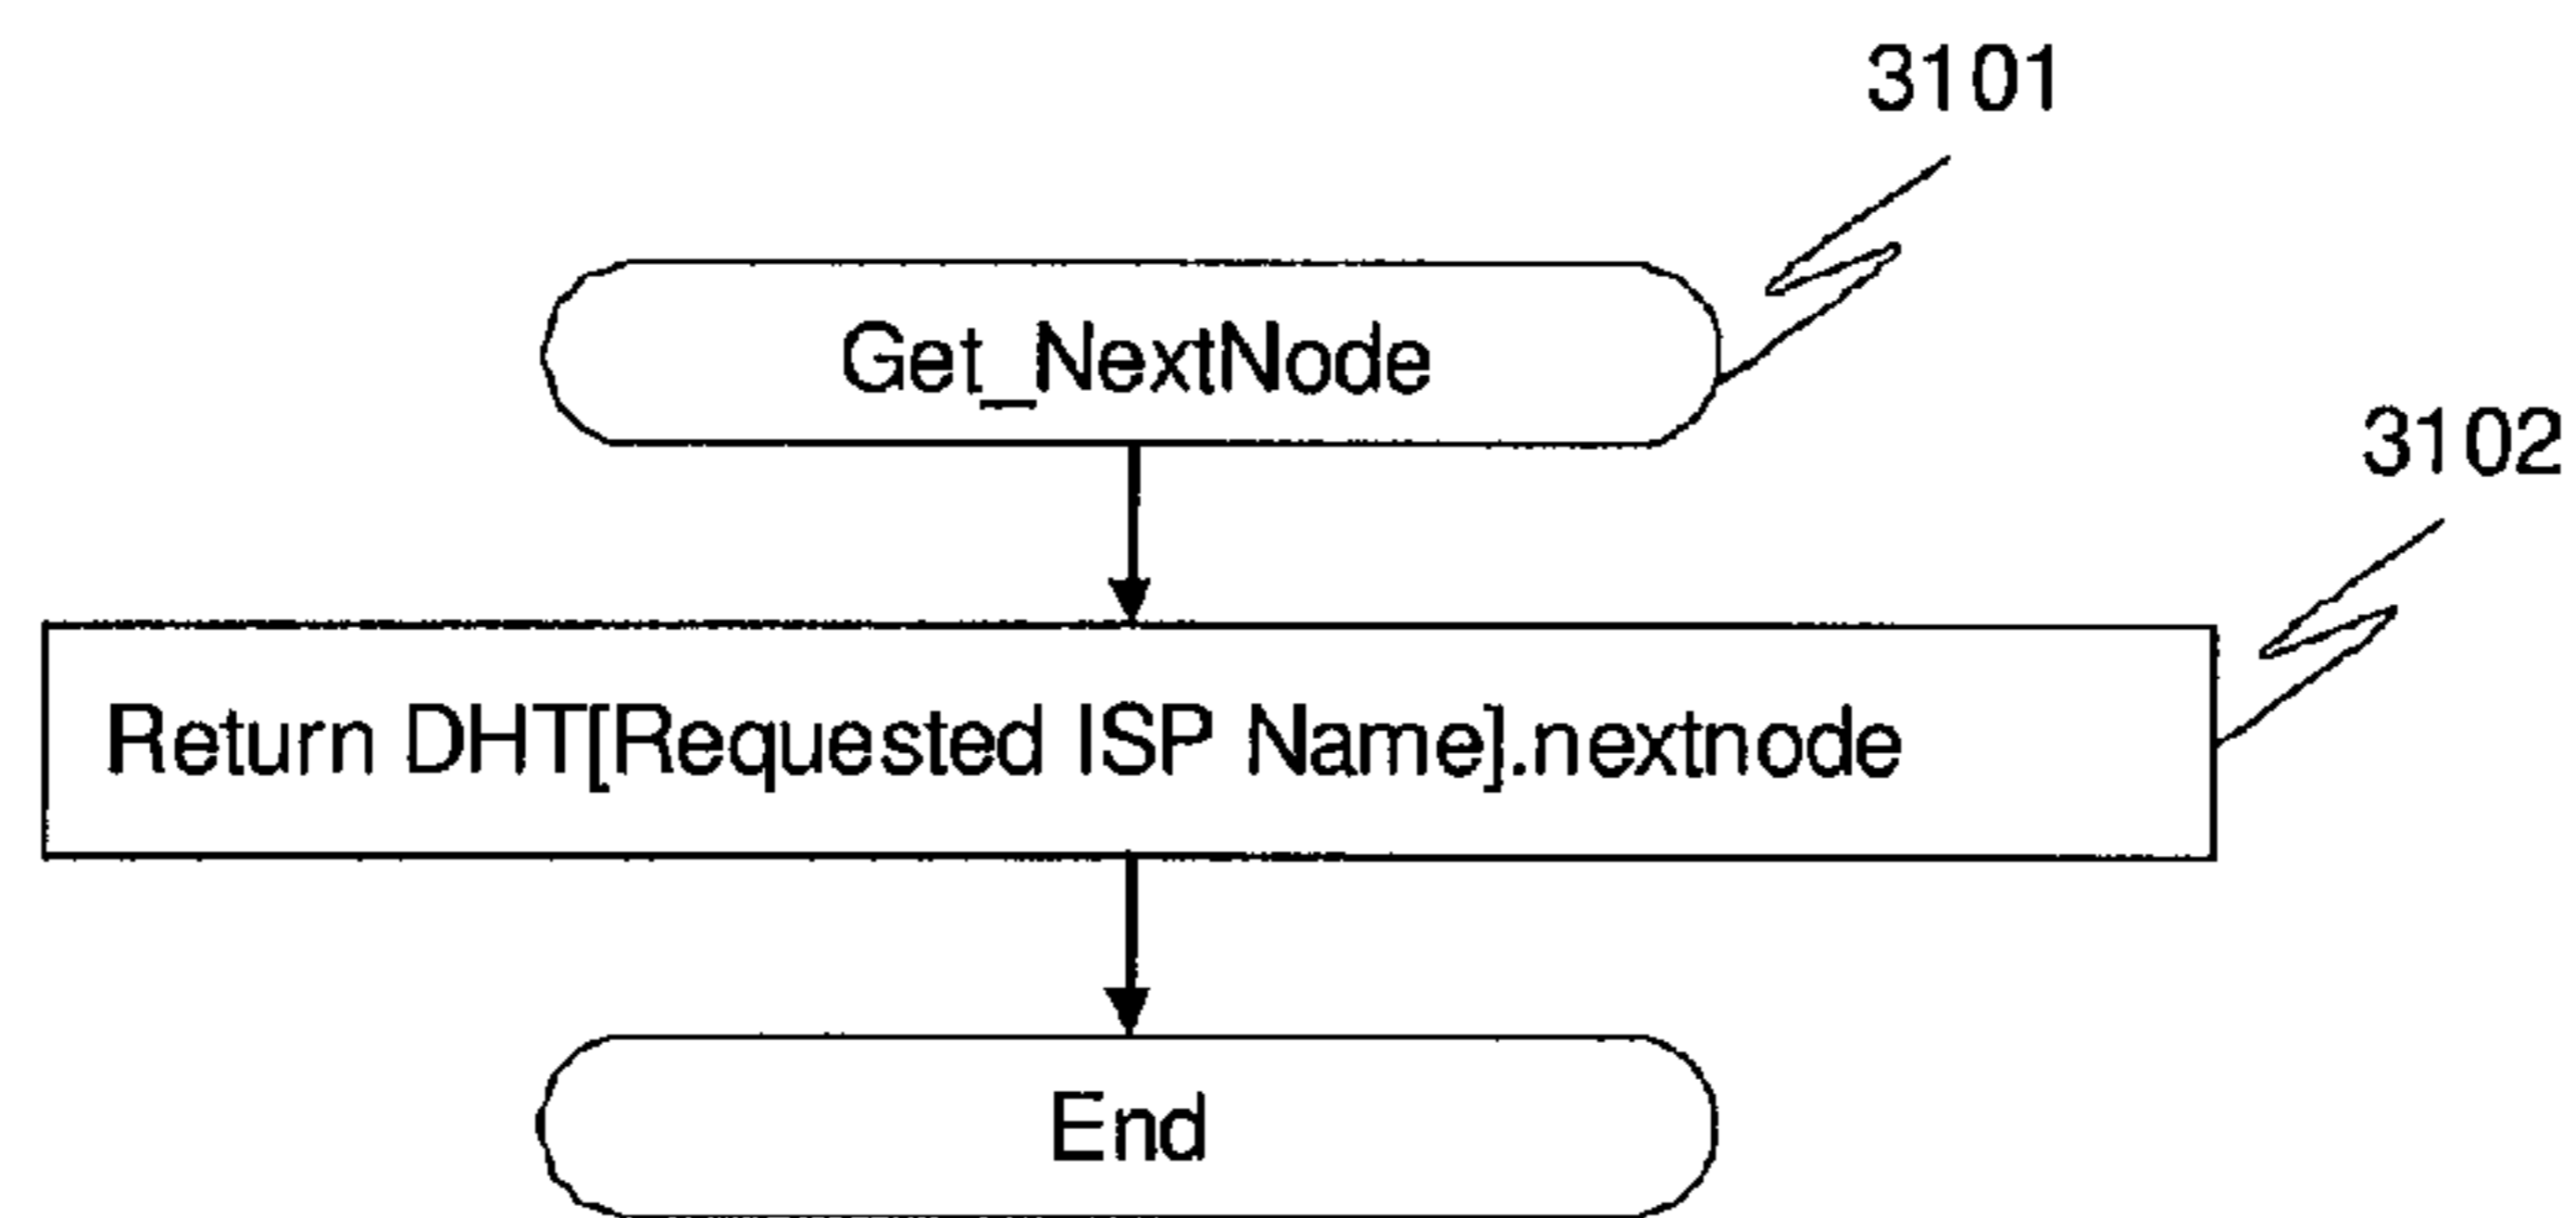 3101
Get_NextNode
3102
Return DHT[Requested ISP Name].nextnode
End